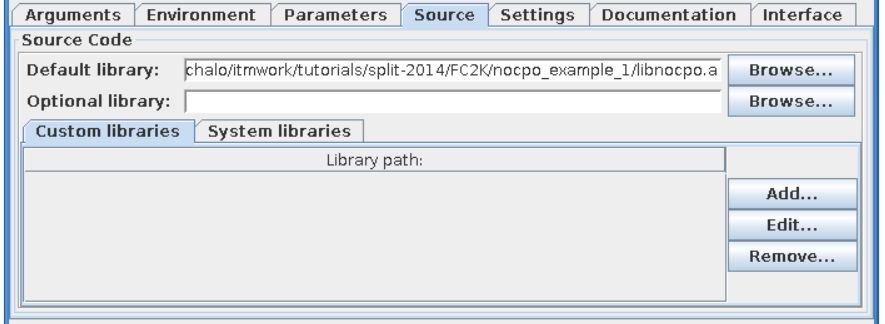 Arguments Environment Parameters Source Settings Documentation Interface
Source Code
Default library: chalo/itmwork/tutorials/split-2014/FC2K/nocpo_example_1/libnocpo.a Browse...
Optional library: Browse...
Custom libraries System libraries
Library path:
Add...
Edit...
Remove...